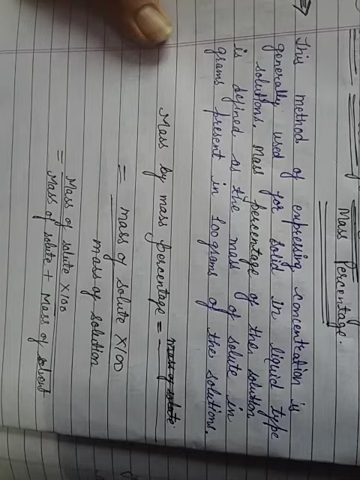 Mass Percentage.
⇒ This method of expressing concentration is
generally used for solid in liquid type
solutions. Mass percentage of the solution
is defined as the mass of solute in
grams present in 100 grams of the solutions.
Mass by mass percentage = -
= mass of solute X100
mass of solution
= Mass of solute X100
Mass of solute + Mass of solvent